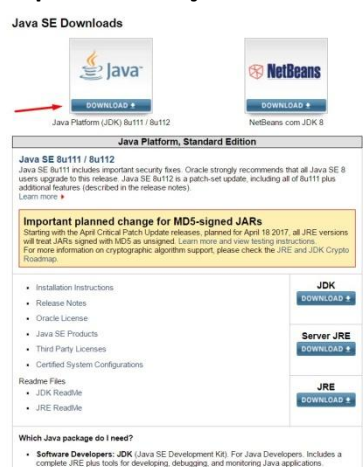 Java SE Downloads
Java™
NetBeans
DOWNLOAD
DOWNLOAD
Java Platform (JDK) 8u111 / 8u112
NetBeans com JDK 8
Java Platform, Standard Edition
Java SE 8u111 / 8u112
Java SE 8u111 includes important security fixes. Oracle strongly recommends that all Java SE 8
users upgrade to this release. Java SE 8u112 is a patch-set update, including all of 8u111 plus
additional features (described in the release notes).
Learn more
Important planned change for MD5-signed JARs
Starting with the April Critical Patch Update releases, planned for April 18 2017, all JRE versions
will treat JARs signed with MD5 as unsigned. Learn more and view testing instructions.
For more information on cryptographic algorithm support, please check the JRE and JDK Crypto
Roadmap.
• Installation Instructions
• Release Notes
• Oracle License
• Java SE Products
• Third Party Licenses
• Certified System Configurations
Readme Files
• JDK ReadMe
• JRE ReadMe
JDK
DOWNLOAD
Server JRE
DOWNLOAD
JRE
DOWNLOAD
Which Java package do I need?
• Software Developers: JDK (Java SE Development Kit). For Java Developers. Includes a
complete JRE plus tools for developing, debugging, and monitoring Java applications.